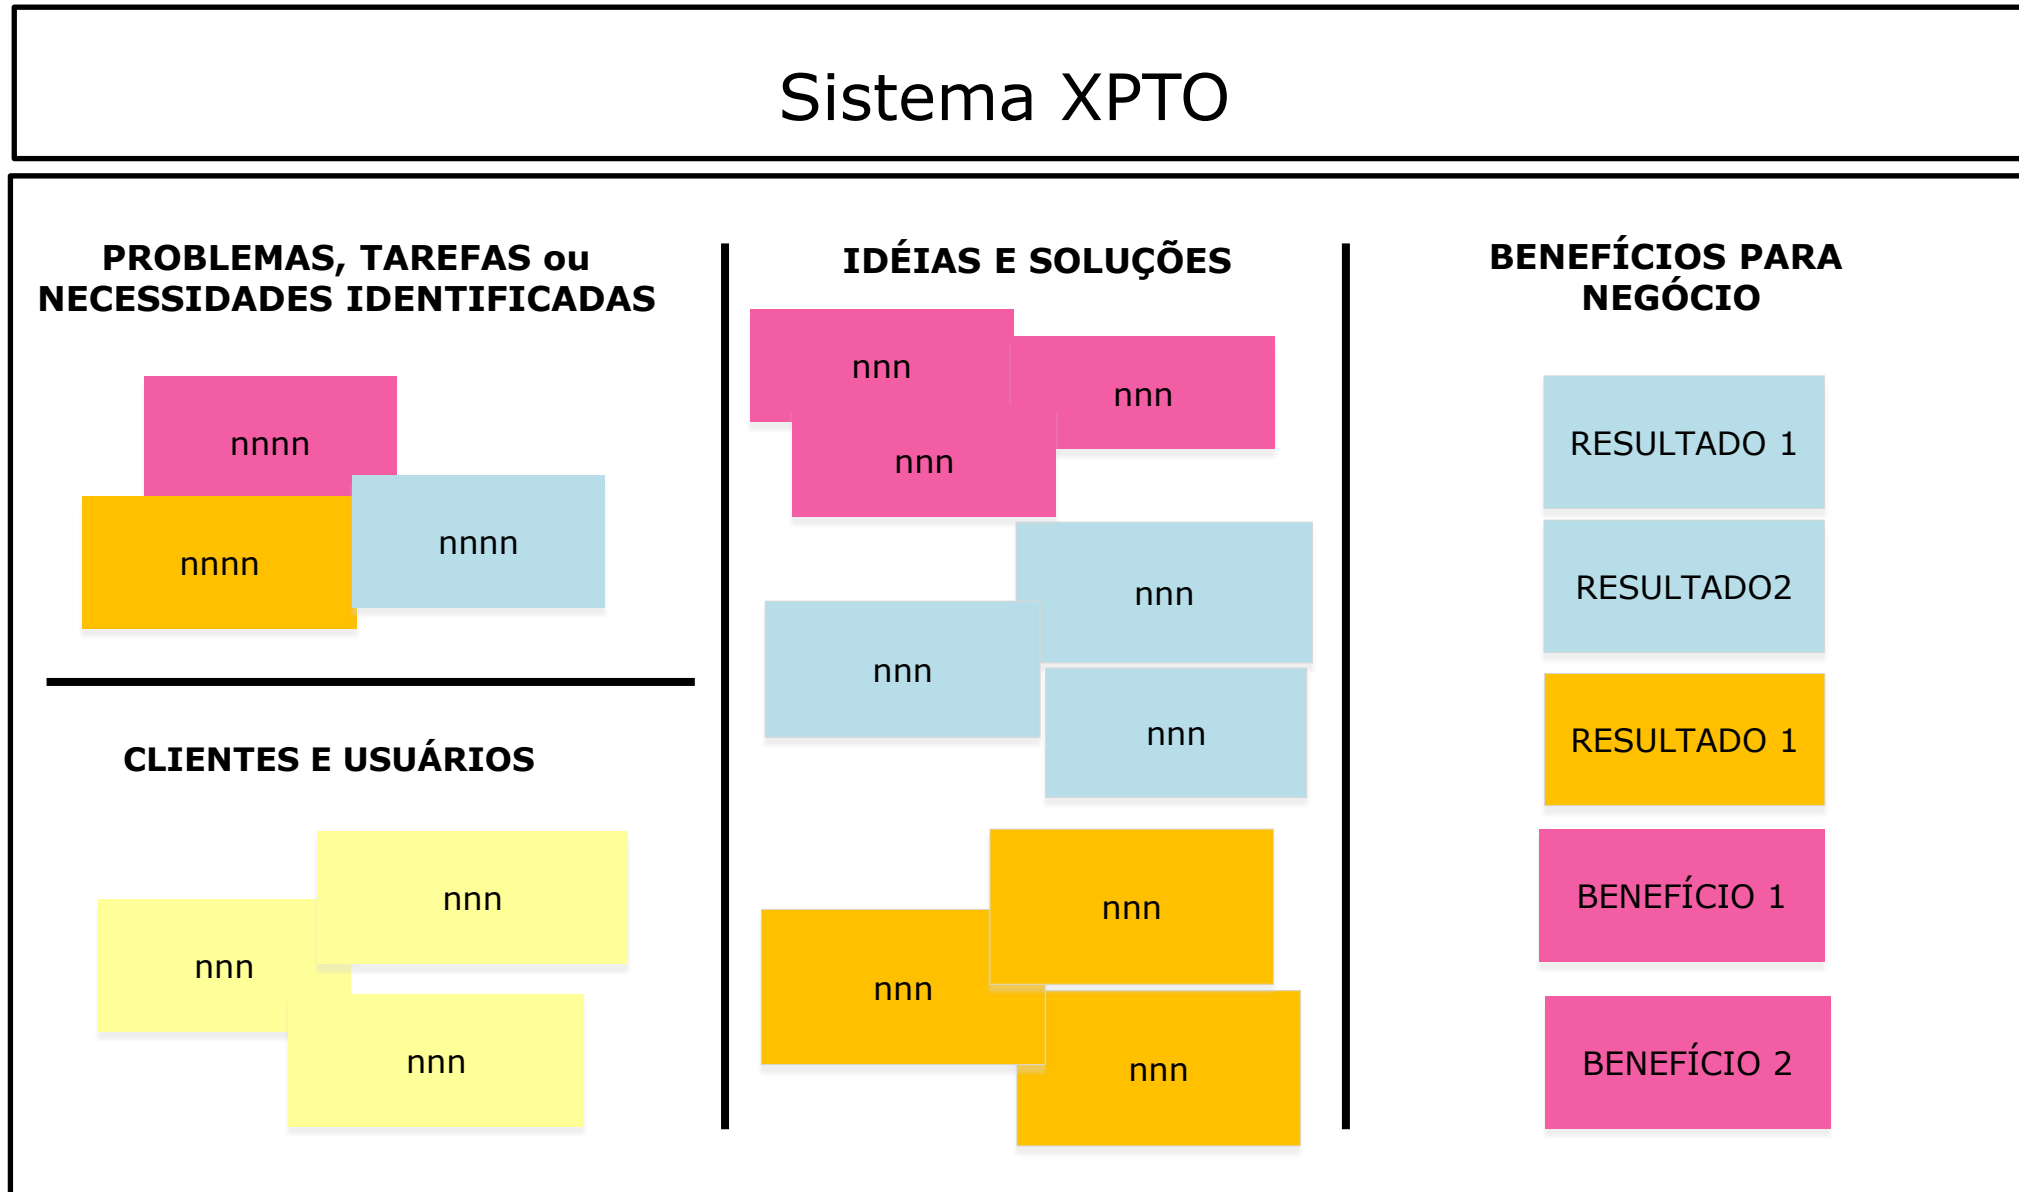 Sistema XPTO
PROBLEMAS, TAREFAS ou
NECESSIDADES IDENTIFICADAS
nnnn
nnnn
nnnn
CLIENTES E USUÁRIOS
nnn
nnn
nnn
IDÉIAS E SOLUÇÕES
nnn
nnn
nnn
nnn
nnn
nnn
nnn
nnn
nnn
BENEFÍCIOS PARA
NEGÓCIO
RESULTADO 1
RESULTADO2
RESULTADO 1
BENEFÍCIO 1
BENEFÍCIO 2